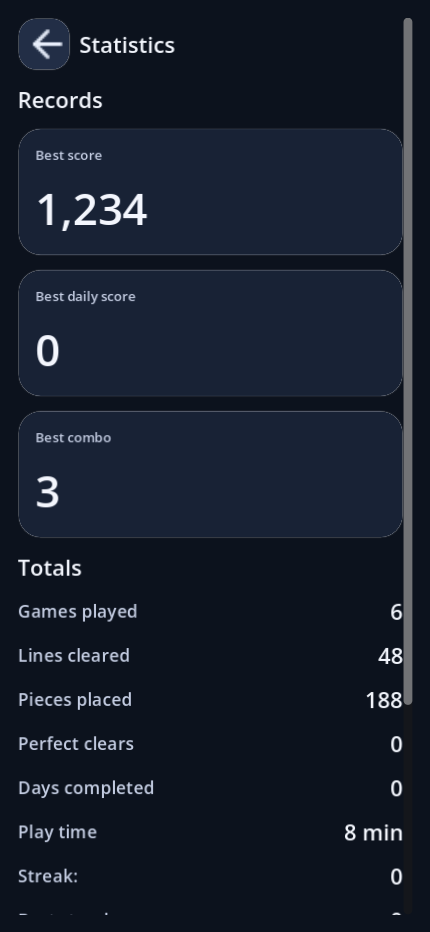 Statistics
Records
Best score
1,234
Best daily score
0
Best combo
3
Totals
Games played 6
Lines cleared 48
Pieces placed 188
Perfect clears 0
Days completed 0
Play time 8 min
Streak: 0